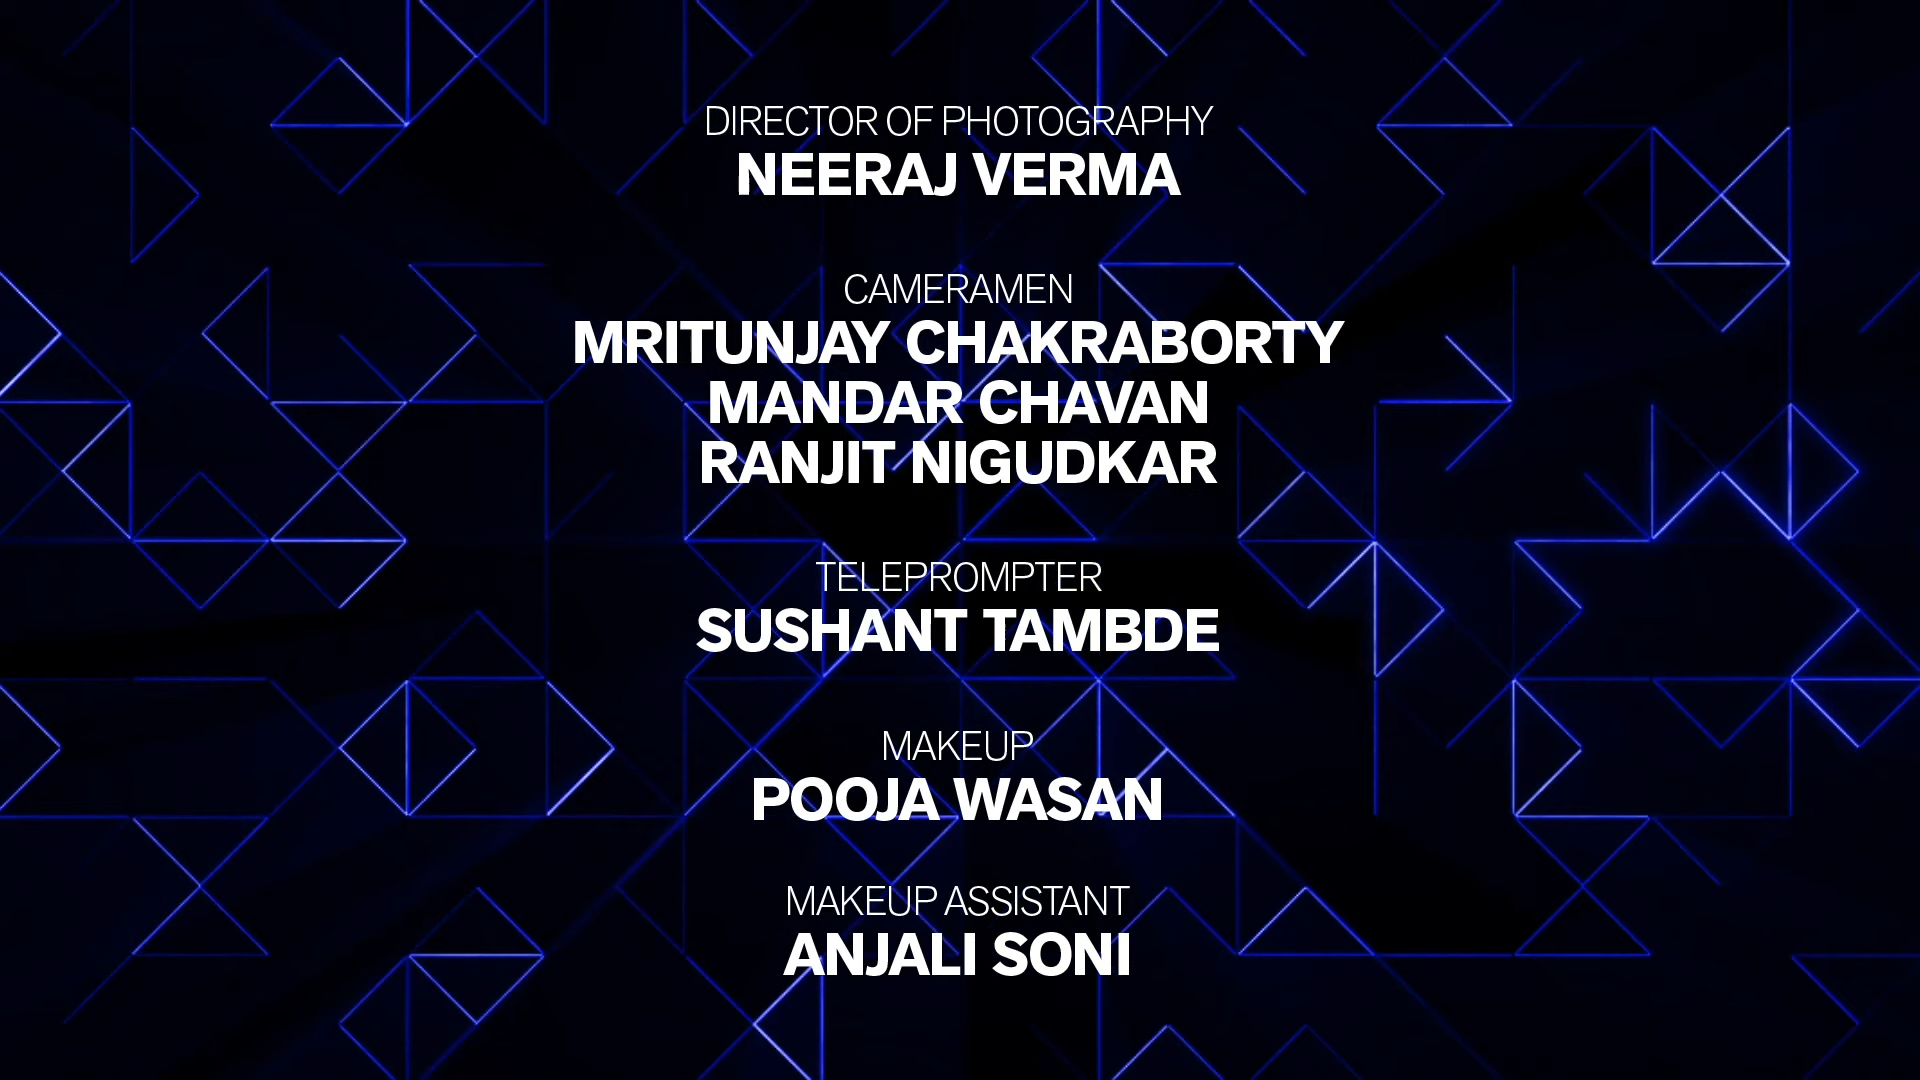 DIRECTOR OF PHOTOGRAPHY
NEERAJ VERMA
CAMERAMEN
MRITUNJAY CHAKRABORTY
MANDAR CHAVAN
RANJIT NIGUDKAR
TELEPROMPTER
SUSHANT TAMBDE
MAKEUP
POOJA WASAN
MAKEUP ASSISTANT
ANJALI SONI